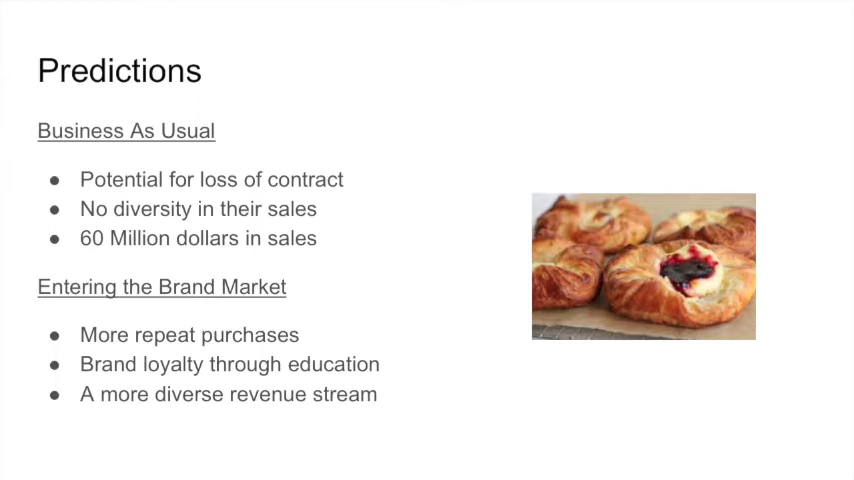 Predictions
Business As Usual
● Potential for loss of contract
● No diversity in their sales
● 60 Million dollars in sales
Entering the Brand Market
● More repeat purchases
● Brand loyalty through education
● A more diverse revenue stream